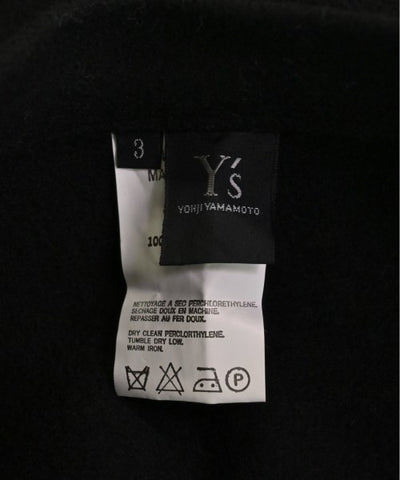 3
Y's
YOHJI YAMAMOTO
MA
100
NETTOYAGE A SEC PERCHLORETHYLENE.
SECHAGE DOUX EN MACHINE.
REPASSER AU FER DOUX.
DRY CLEAN PERCLORTHYLENE.
TUMBLE DRY LOW.
WARM IRON.
P